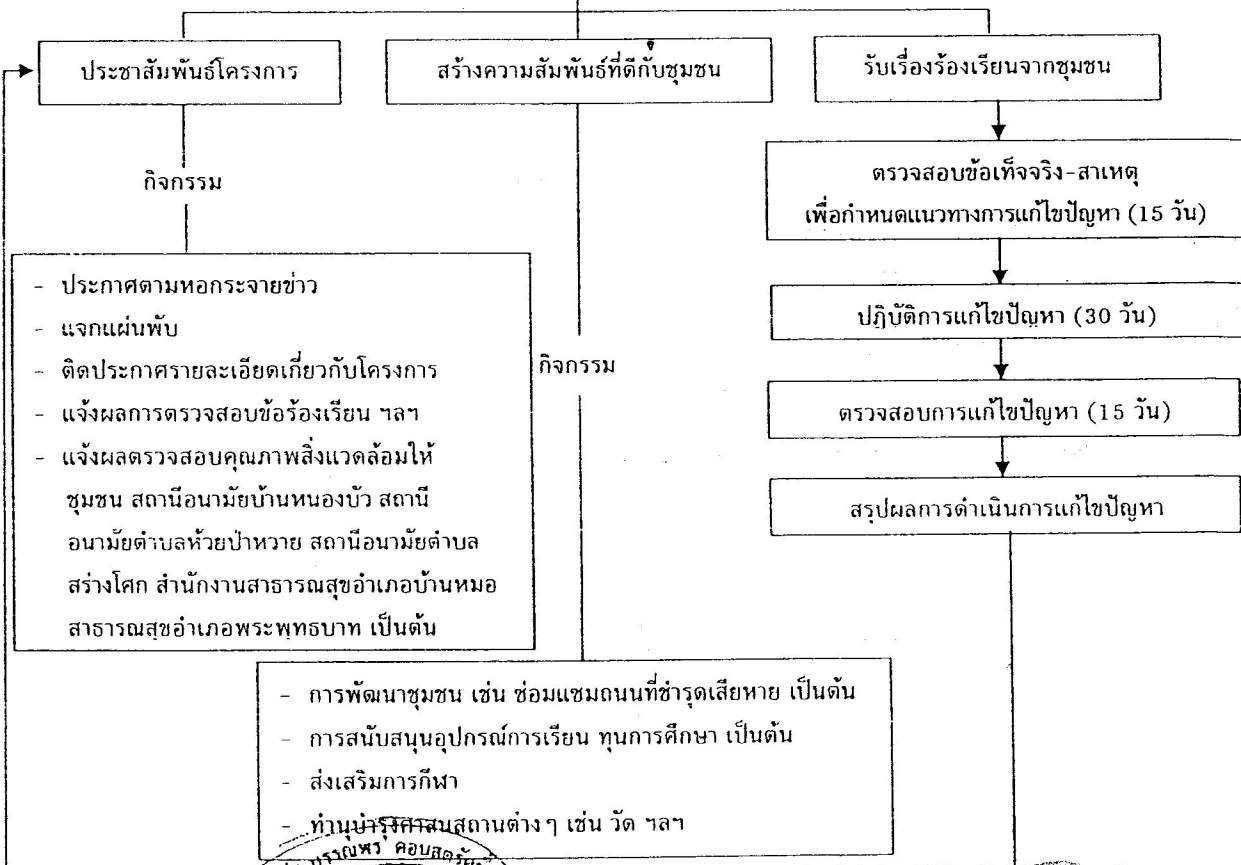 ประชาสัมพันธ์โครงการ
สร้างความสัมพันธ์ที่ดีกับชุมชน
รับเรื่องร้องเรียนจากชุมชน
กิจกรรม
ตรวจสอบข้อเท็จจริง-สาเหตุ
เพื่อกำหนดแนวทางการแก้ไขปัญหา (15 วัน)
- ประกาศตามหอกระจายข่าว
- แจกแผ่นพับ
- ติดประกาศรายละเอียดเกี่ยวกับโครงการ
- แจ้งผลการตรวจสอบข้อร้องเรียน ฯลฯ
- แจ้งผลตรวจสอบคุณภาพสิ่งแวดล้อมให้
ชุมชน สถานีอนามัยบ้านหนองบัว สถานี
อนามัยตำบลห้วยป่าหวาย สถานีอนามัยตำบล
สร่างโศก สำนักงานสาธารณสุขอำเภอบ้านหมอ
สาธารณสุขอำเภอพระพุทธบาท เป็นต้น
กิจกรรม
ปฏิบัติการแก้ไขปัญหา (30 วัน)
ตรวจสอบการแก้ไขปัญหา (15 วัน)
สรุปผลการดำเนินการแก้ไขปัญหา
- การพัฒนาชุมชน เช่น ซ่อมแซมถนนที่ชำรุดเสียหาย เป็นต้น
- การสนับสนุนอุปกรณ์การเรียน ทุนการศึกษา เป็นต้น
- ส่งเสริมการกีฬา
- ทำนุบำรุงศาสนสถานต่างๆ เช่น วัด ฯลฯ